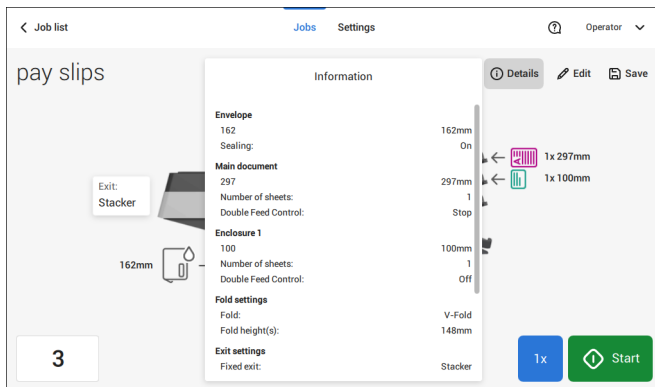 Job list
Jobs
Settings
Operator
pay slips
Details
Edit
Save
Information
Envelope
162 162mm
Sealing: On
Main document
297 297mm
Number of sheets: 1
Double Feed Control: Stop
Enclosure 1
100 100mm
Number of sheets: 1
Double Feed Control: Off
Fold settings
Fold: V-Fold
Fold height(s): 148mm
Exit settings
Fixed exit: Stacker
Exit:
Stacker
162mm
A
1x 297mm
1x 100mm
3
1x
Start